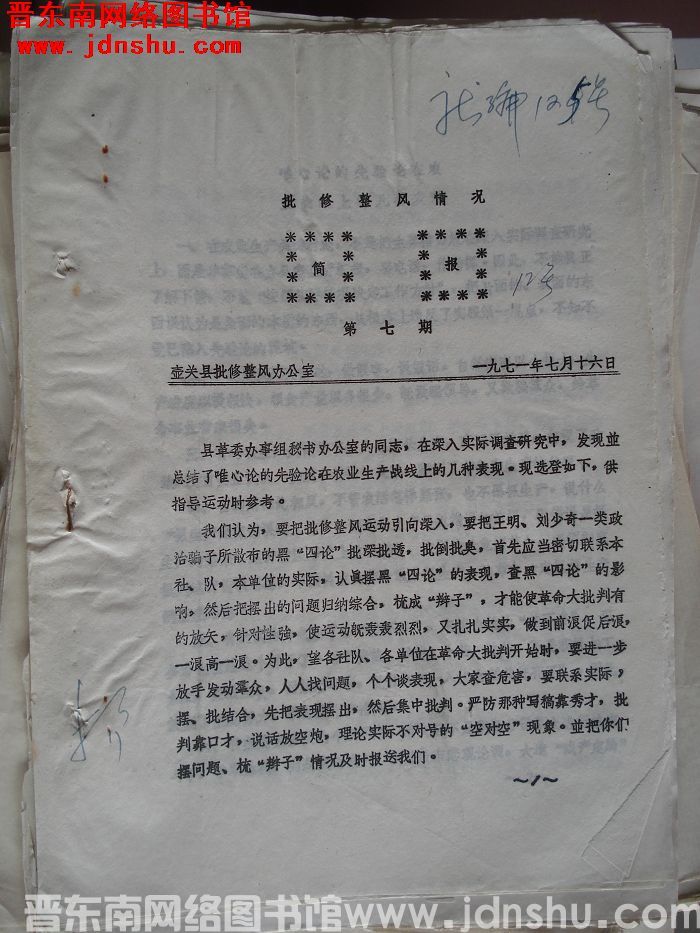 晋东南网络图书馆
www.jdnshu.com
批修整风情况
简 报
12号
第七期
壶关县批修整风办公室 一九七一年七月十六日
县革委办事组秘书办公室的同志，在深入实际调查研究中，发现並
总结了唯心论的先验论在农业生产战线上的几种表现。现选登如下，供
指导运动时参考。
我们认为，要把批修整风运动引向深入，要把王明、刘少奇一类政
治骗子所散布的黑“四论”批深批透，批倒批臭，首先应当密切联系本
社、队，本单位的实际，认真摆黑“四论”的表现，查黑“四论”的影
响，然后把摆出的问题归纳综合，梳成“辫子”，才能使革命大批判有
的放矢，针对性強，使运动既轰轰烈烈，又扎扎实实，做到前浪促后浪，
一浪高一浪。为此，望各社队、各单位在革命大批判开始时，要进一步
放手发动羣众，人人找问题，个个谈表现，大家查危害，要联系实际，
摆、批结合，先把表现摆出，然后集中批判。严防那种写稿靠秀才，批
判靠口才，说话放空炮，理论实际不对号的“空对空”现象。並把你们
摆问题、梳“辫子”情况及时报送我们。
～1～
晋东南网络图书馆www.jdnshu.com